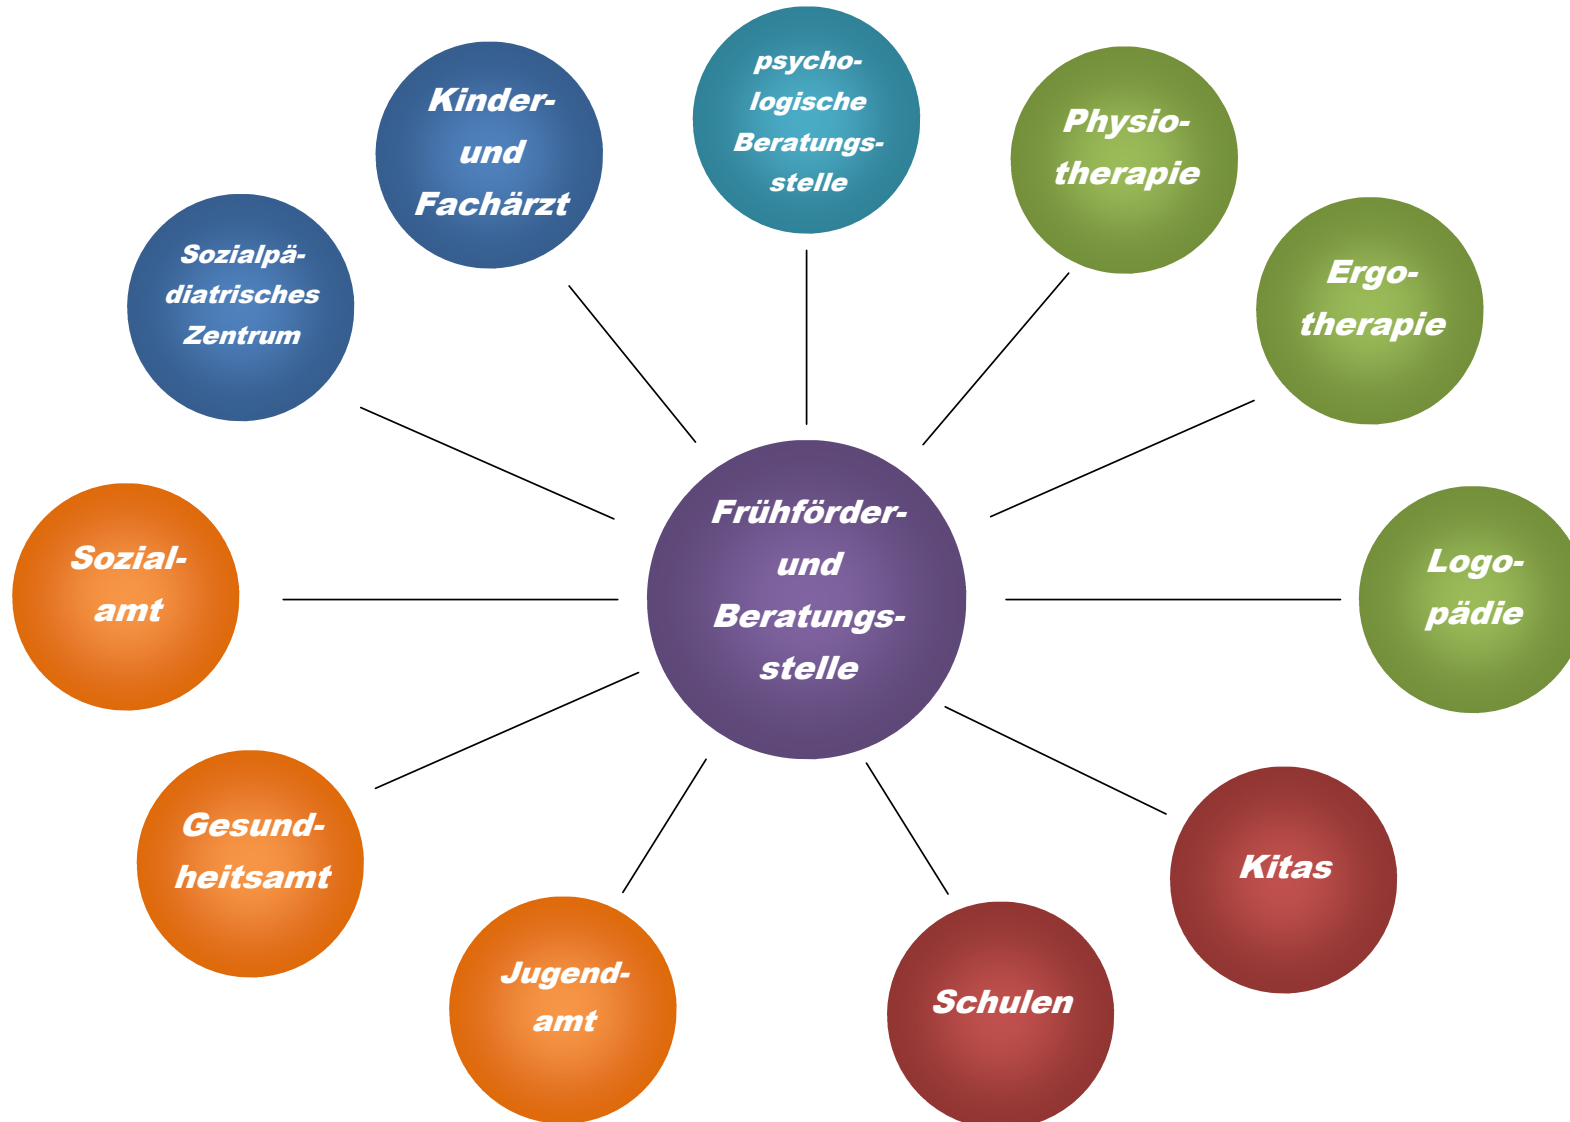 psycho-
logische
Beratungs-
stelle
Kinder-
und
Fachärzt
Physio-
therapie
Sozialpä-
diatrisches
Zentrum
Ergo-
therapie
Frühförder-
und
Beratungs-
stelle
Sozial-
amt
Logo-
pädie
Gesund-
heitsamt
Kitas
Jugend-
amt
Schulen